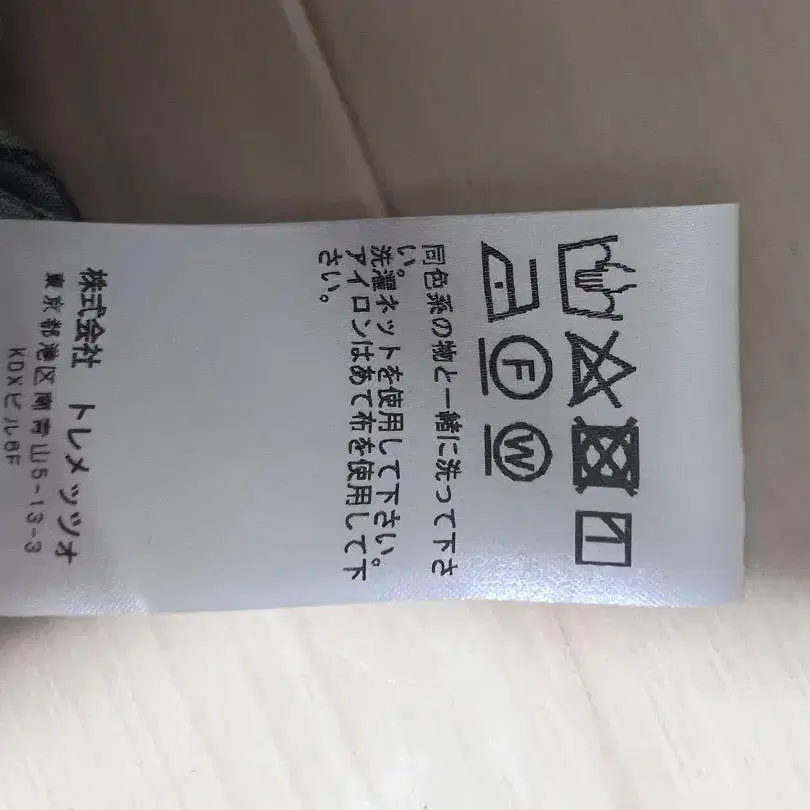 F W
同色系の物と一緒に洗って下さ
い。
洗濯ネットを使用して下さい。
アイロンはあて布を使用して下
さい。
株式会社 トレメッツォ
東京都港区南青山5-13-3
KDXビル6F